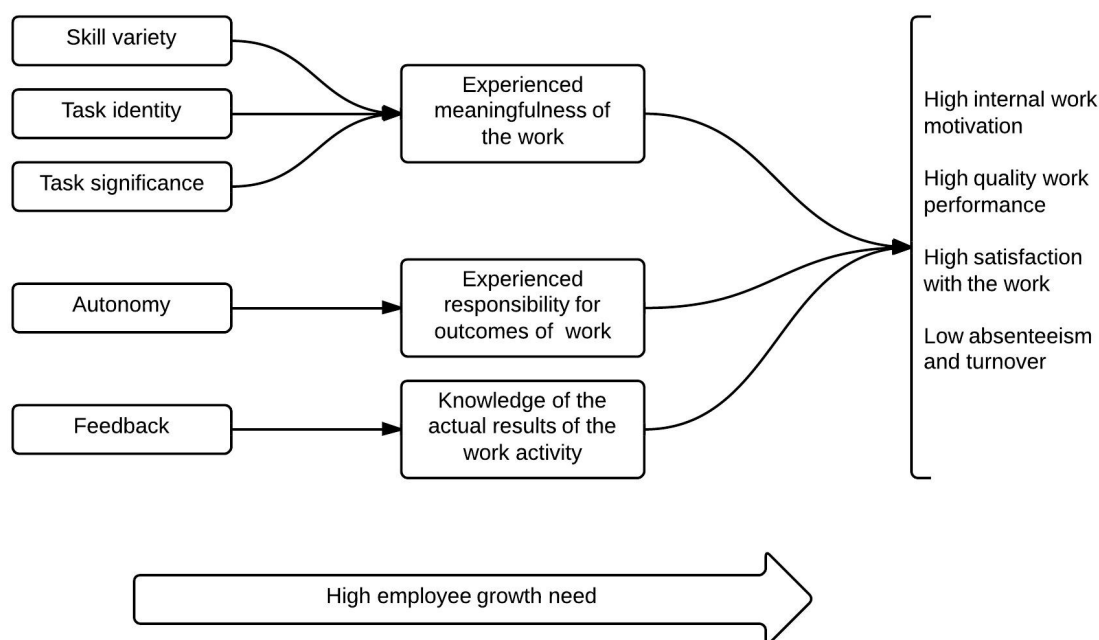 Skill variety
Task identity
Task significance
Autonomy
Feedback
Experienced
meaningfulness of
the work
Experienced
responsibility for
outcomes of work
Knowledge of the
actual results of the
work activity
High internal work
motivation
High quality work
performance
High satisfaction
with the work
Low absenteeism
and turnover
High employee growth need